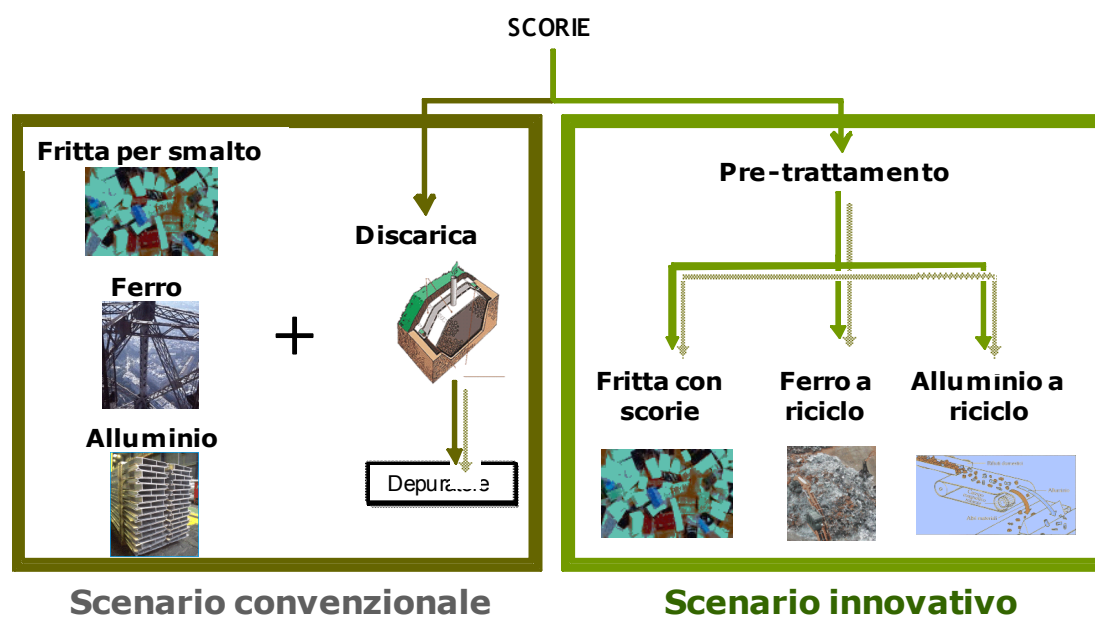 SCORIE
Fritta per smalto
Ferro
Alluminio
+
Discarica
Depuratore
Scenario convenzionale
Pre-trattamento
Fritta con
scorie
Ferro a
riciclo
Alluminio a
riciclo
Scenario innovativo